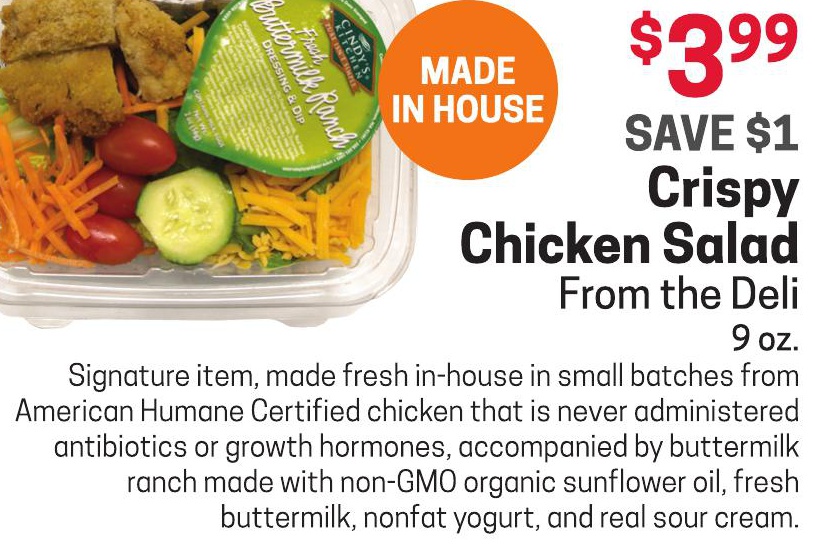 CINDY'S
KITCHEN
Fresh
Buttermilk Ranch
DRESSING & DIP
MADE
IN HOUSE
$3.99
SAVE $1
Crispy
Chicken Salad
From the Deli
9 oz.
Signature item, made fresh in-house in small batches from
American Humane Certified chicken that is never administered
antibiotics or growth hormones, accompanied by buttermilk
ranch made with non-GMO organic sunflower oil, fresh
buttermilk, nonfat yogurt, and real sour cream.